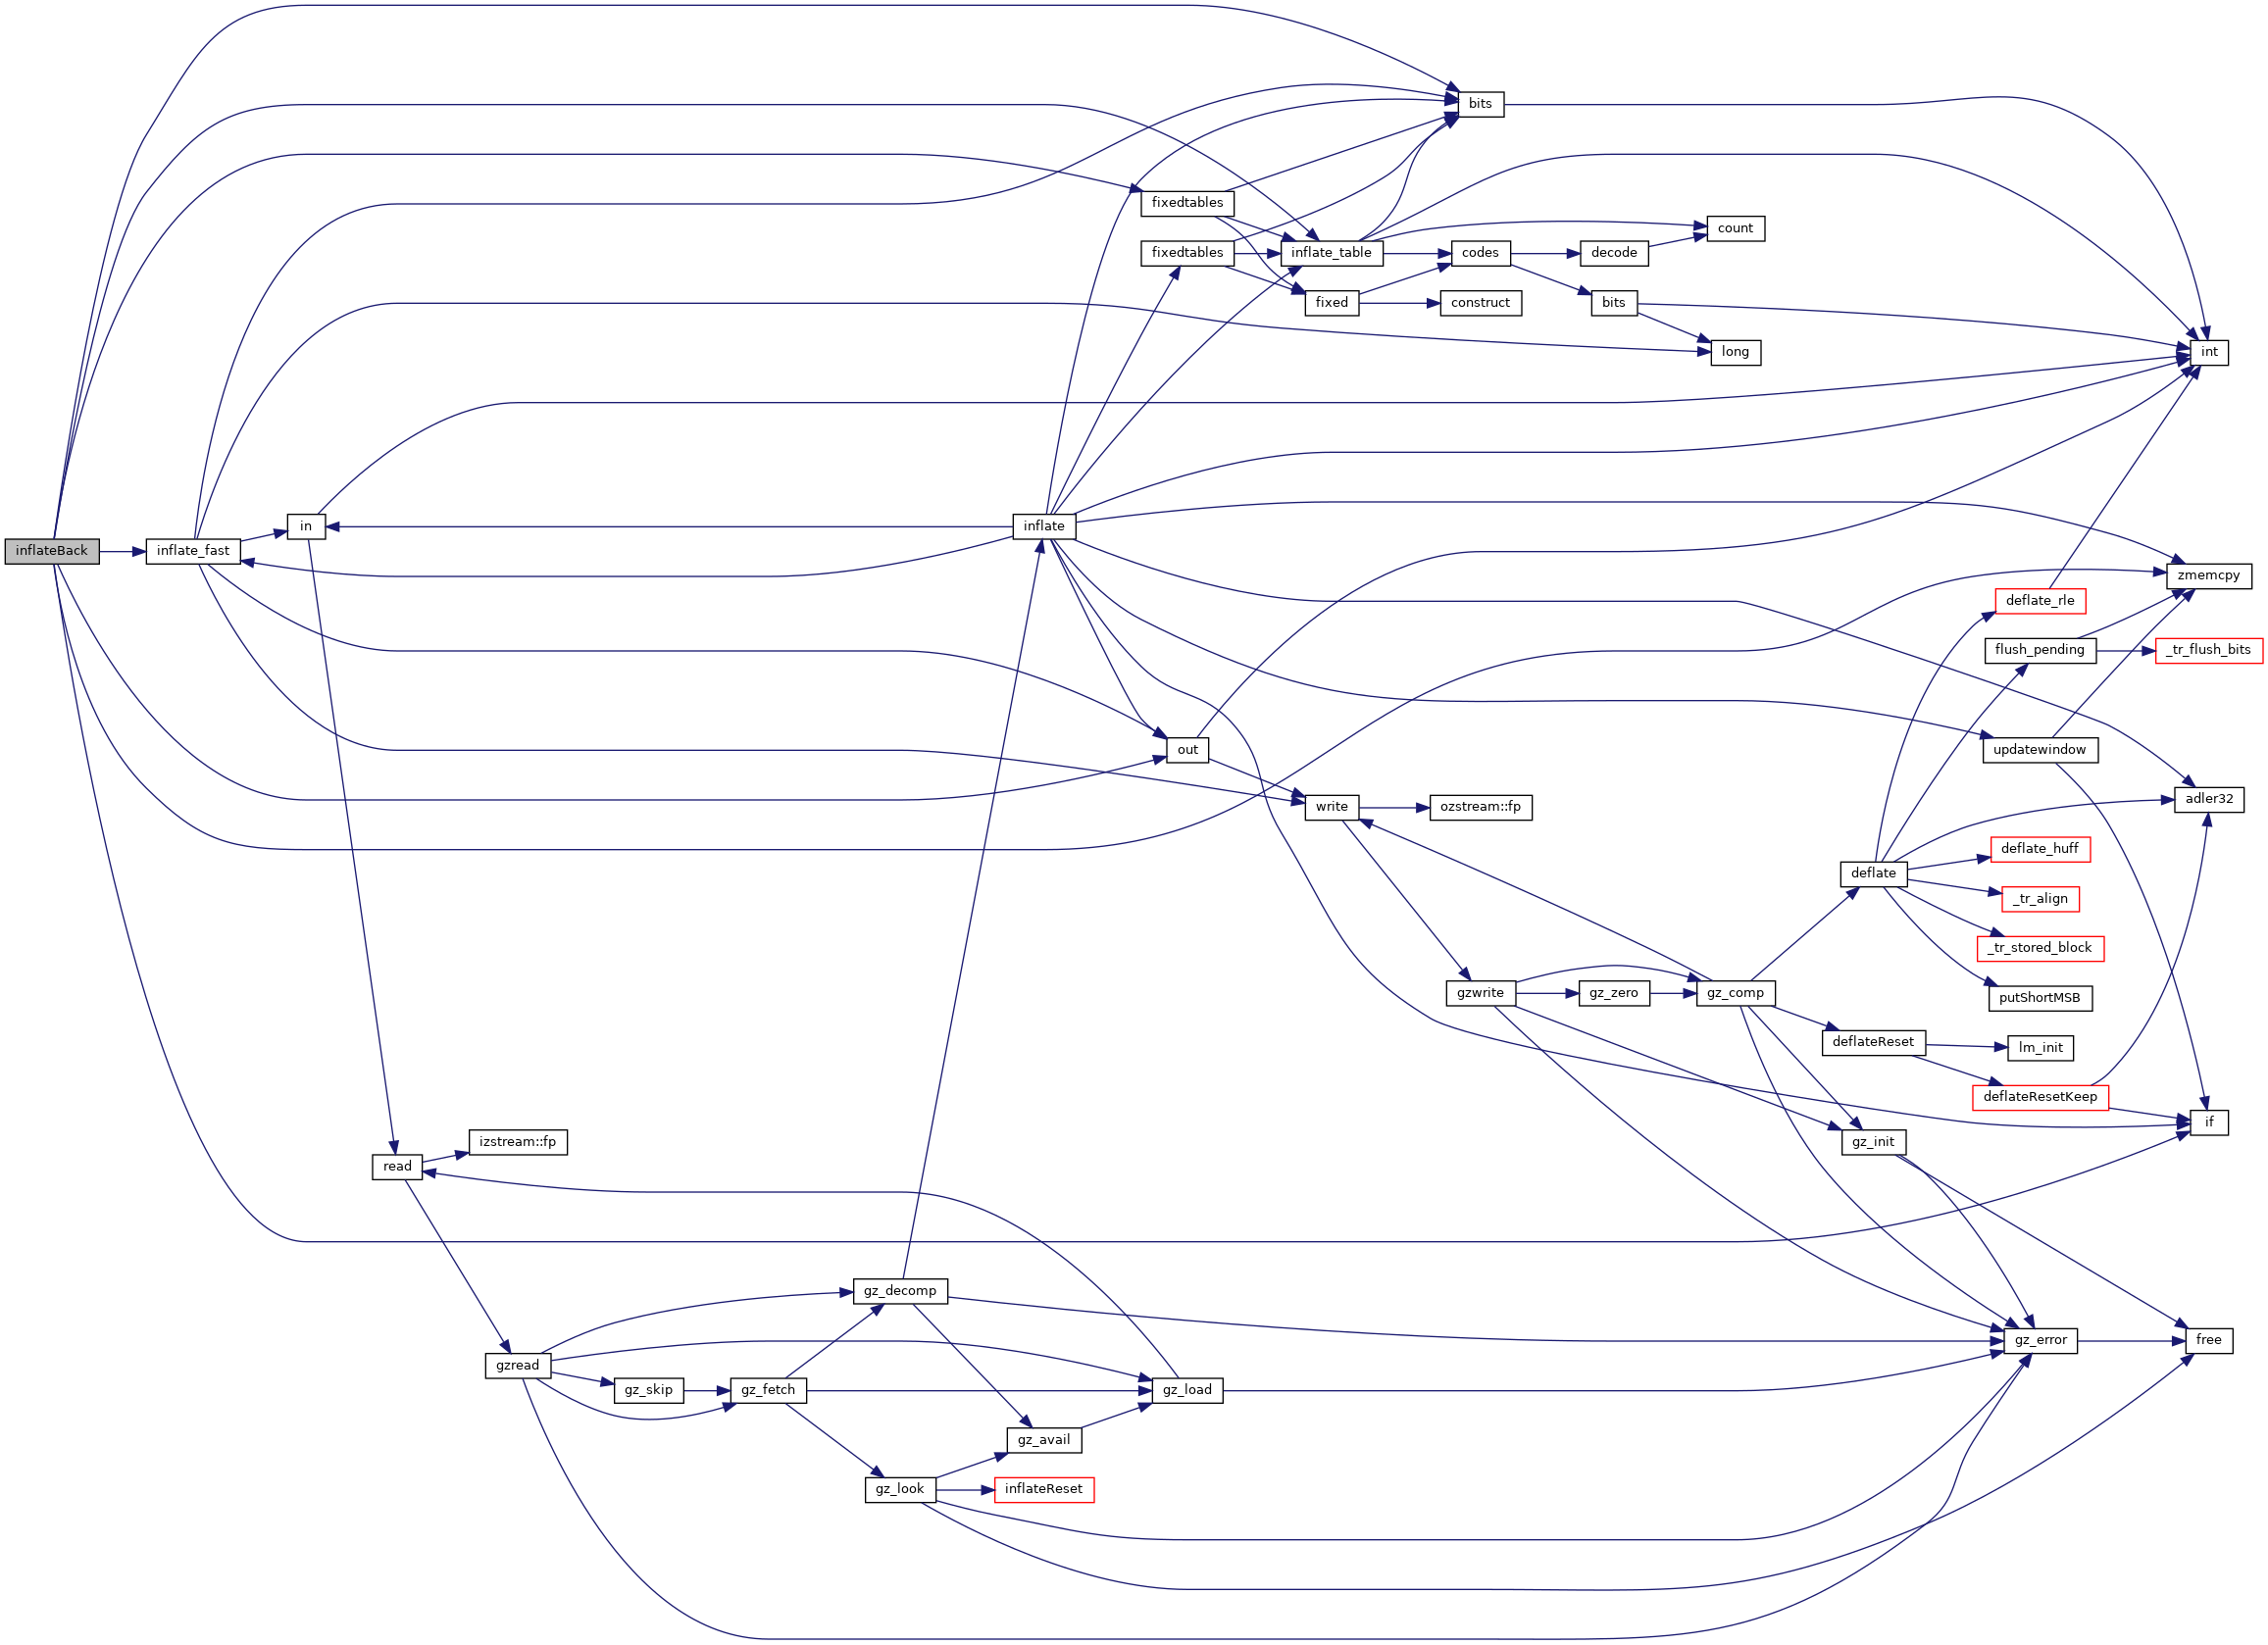 bits
fixedtables
count
inflate_table
fixedtables
codes
decode
fixed
construct
bits
long
int
in
inflate
inflateBack
inflate_fast
zmemcpy
deflate_rle
flush_pending
_tr_flush_bits
out
updatewindow
write
ozstream::fp
adler32
deflate_huff
deflate
_tr_align
_tr_stored_block
gzwrite
gz_zero
gz_comp
putShortMSB
deflateReset
lm_init
deflateResetKeep
if
izstream::fp
gz_init
read
gz_decomp
gz_error
free
gzread
gz_skip
gz_fetch
gz_load
gz_avail
gz_look
inflateReset